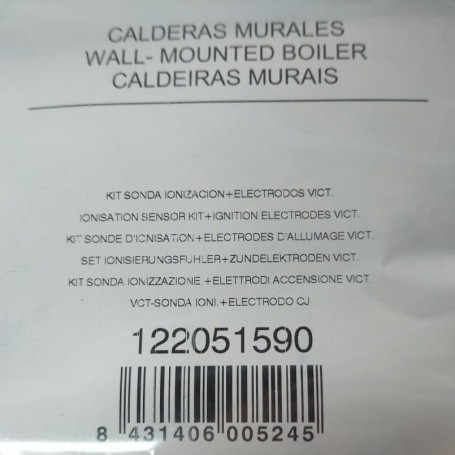 CALDERAS MURALES
WALL- MOUNTED BOILER
CALDEIRAS MURAIS
KIT SONDA IONIZACION+ELECTRODOS VICT.
IONISATION SENSOR KIT+IGNITION ELECTRODES VICT.
KIT SONDE D'IONISATION+ELECTRODES D'ALLUMAGE VICT.
SET IONISIERUNGSFUHLER+ZUNDELEKTRODEN VICT.
KIT SONDA IONIZZAZIONE +ELETTRODI ACCENSIONE VICT.
VICT-SONDA IONI.+ELECTRODO CJ
122051590
8 431406 005245